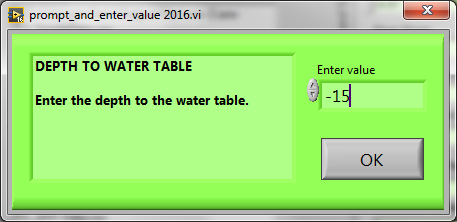 prompt_and_enter_value 2016.vi
DEPTH TO WATER TABLE
Enter the depth to the water table.
Enter value
-15
OK